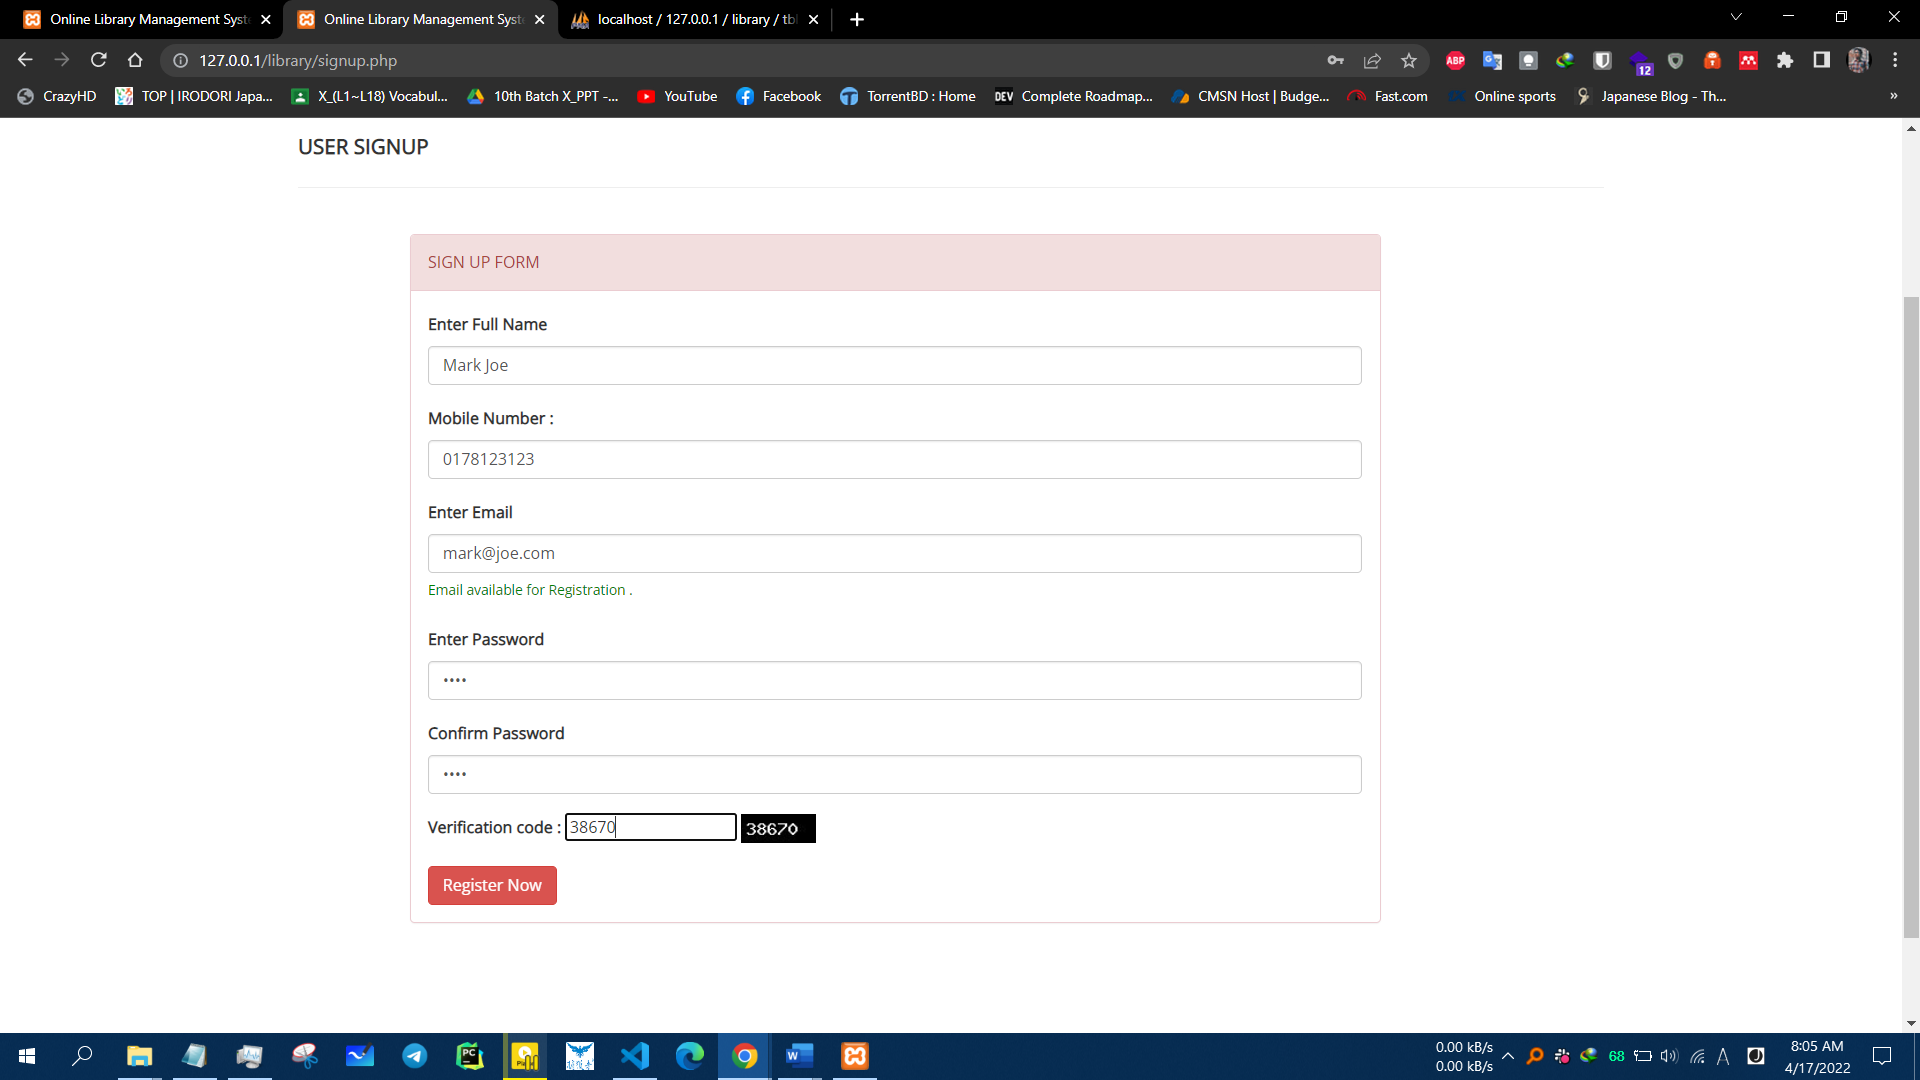 Online Library Management Syst
Online Library Management Syst
localhost / 127.0.0.1 / library / tbl
127.0.0.1/library/signup.php
ABP
12
CrazyHD
TOP | IRODORI Japa...
X_(L1~L18) Vocabul...
10th Batch X_PPT -...
YouTube
Facebook
TorrentBD : Home
DEV Complete Roadmap...
CMSN Host | Budge...
Fast.com
Online sports
Japanese Blog - Th...
»
USER SIGNUP
SIGN UP FORM
Enter Full Name
Mark Joe
Mobile Number :
0178123123
Enter Email
mark@joe.com
Email available for Registration .
Enter Password
••••
Confirm Password
••••
Verification code : 38670 38670
Register Now
0.00 kB/s
0.00 kB/s
68
A
8:05 AM
4/17/2022